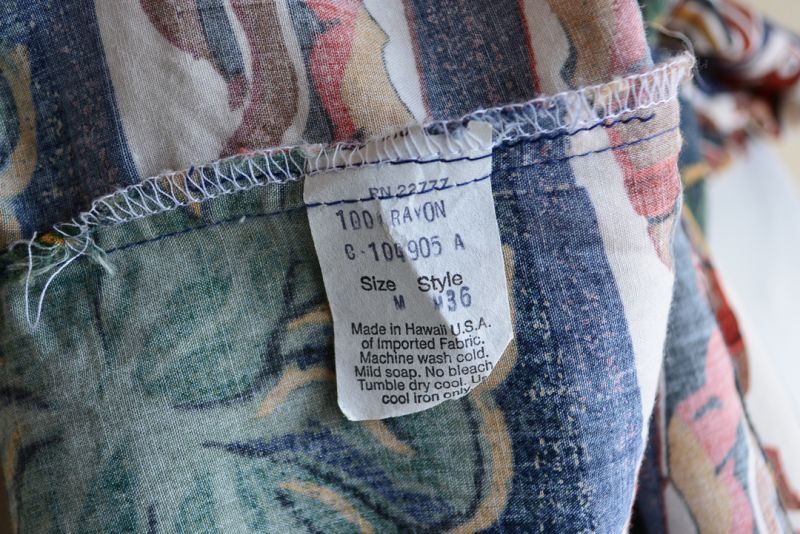 RN 22777
100% RAYON
C-104905 A
Size Style
M M36
Made in Hawaii U.S.A.
of Imported Fabric.
Machine wash cold.
Mild soap. No bleach
Tumble dry cool.
cool iron only.